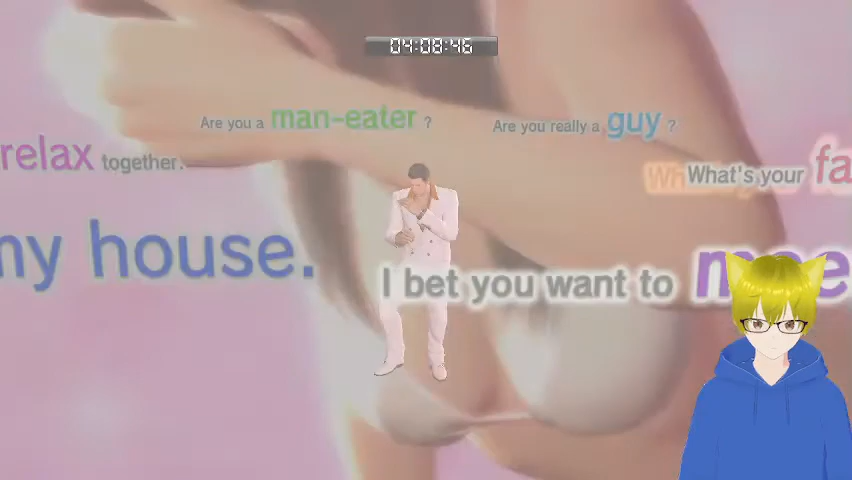 04:08:46
Are you a man-eater ?
Are you really a guy ?
relax together.
What's your
my house.
I bet you want to